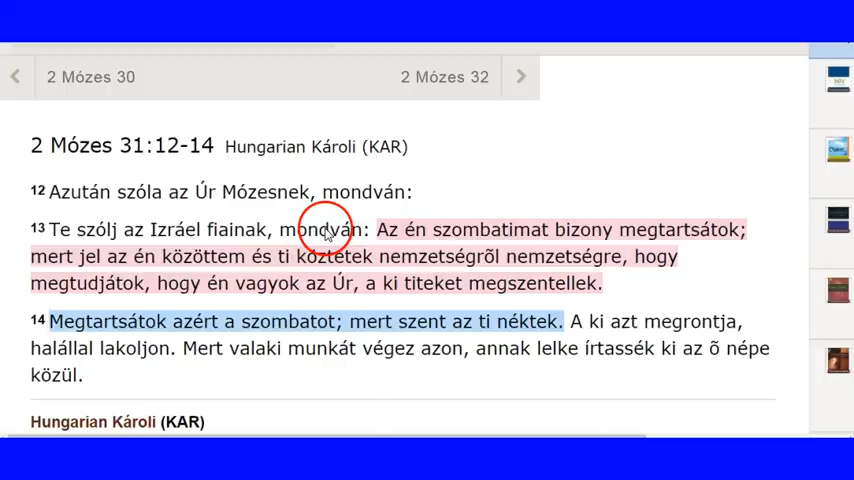 2 Mózes 30
2 Mózes 32
2 Mózes 31:12-14 Hungarian Károli (KAR)
12 Azután szóla az Úr Mózesnek, mondván:
13 Te szólj az Izráel fiainak, mondván: Az én szombatimat bizony megtartsátok;
mert jel az én közöttem és ti köztetek nemzetségrõl nemzetségre, hogy
megtudjátok, hogy én vagyok az Úr, a ki titeket megszentellek.
14 Megtartsátok azért a szombatot; mert szent az ti néktek. A ki azt megrontja,
halállal lakoljon. Mert valaki munkát végez azon, annak lelke írtassék ki az õ népe
közül.
Hungarian Károli (KAR)